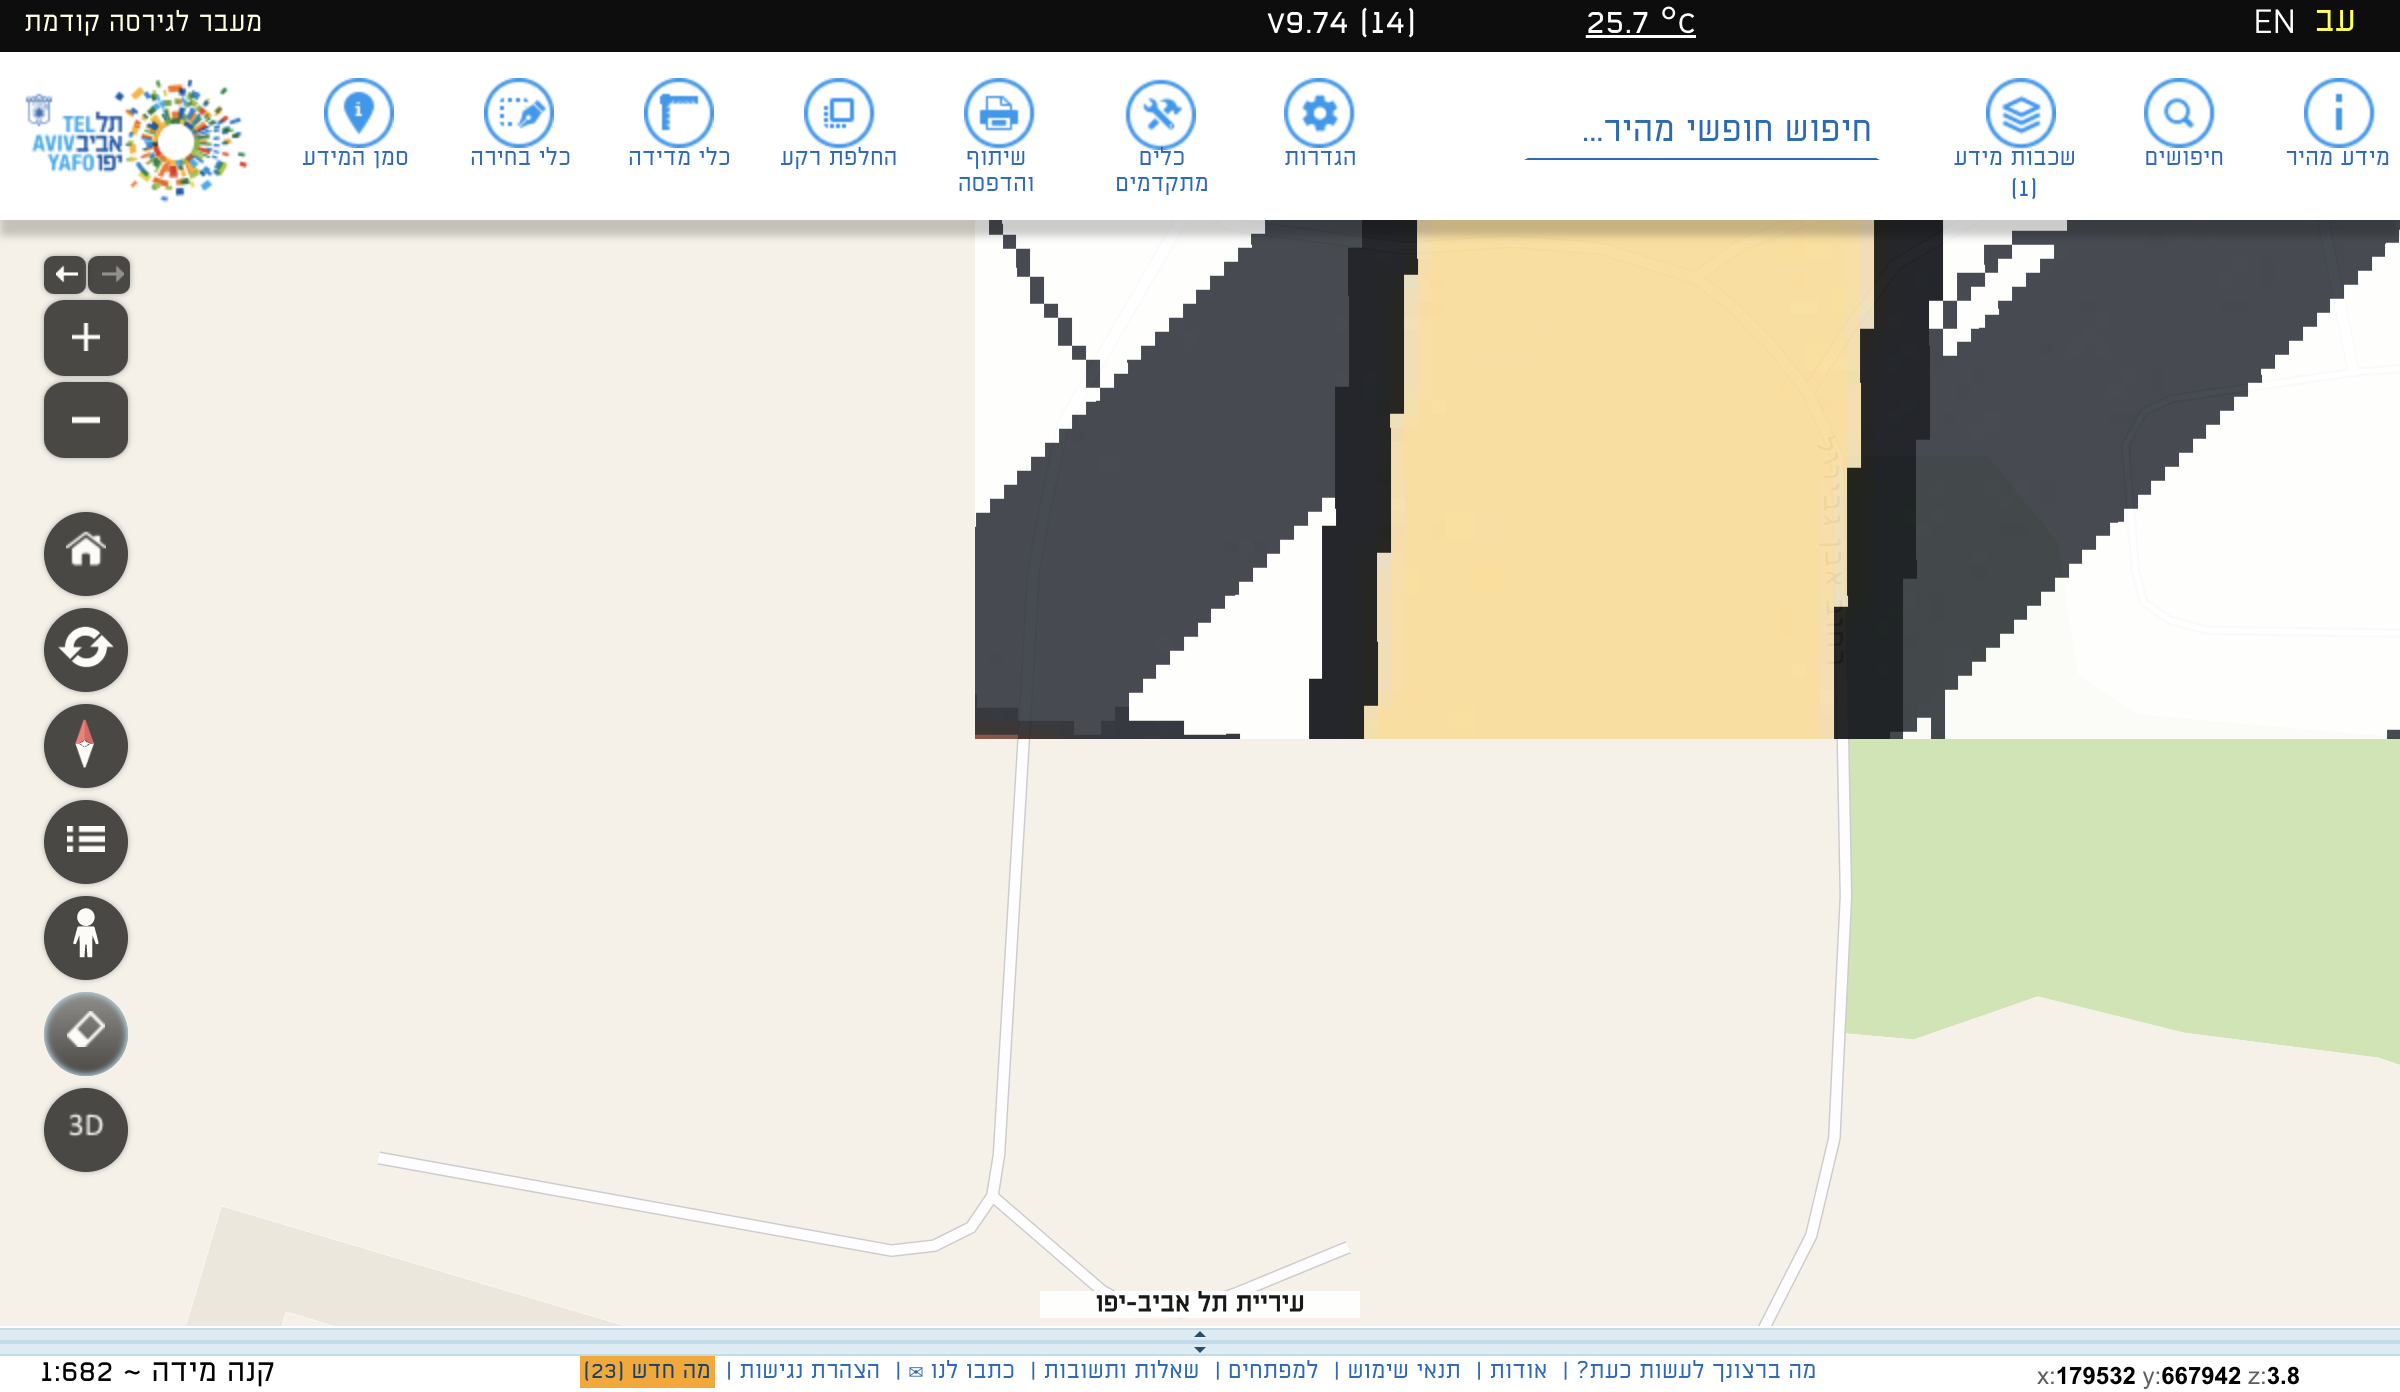 עב EN
25.7 °C
V9.74 (14)
מעבר לגירסה קודמת
מידע מהיר
חיפושים
שכבות מידע
(1)
חיפוש חופשי מהיר...
הגדרות
כלים
מתקדמים
שיתוף
והדפסה
החלפת רקע
כלי מדידה
כלי בחירה
סמן המידע
תל אביב יפו
TEL AVIV YAFO
3D
עיריית תל אביב-יפו
מה ברצונך לעשות כעת? | אודות | תנאי שימוש | למפתחים | שאלות ותשובות | כתבו לנו ✉ | הצהרת נגישות | מה חדש (23)
קנה מידה ~ 1:682
x:179532 y:667942 z:3.8